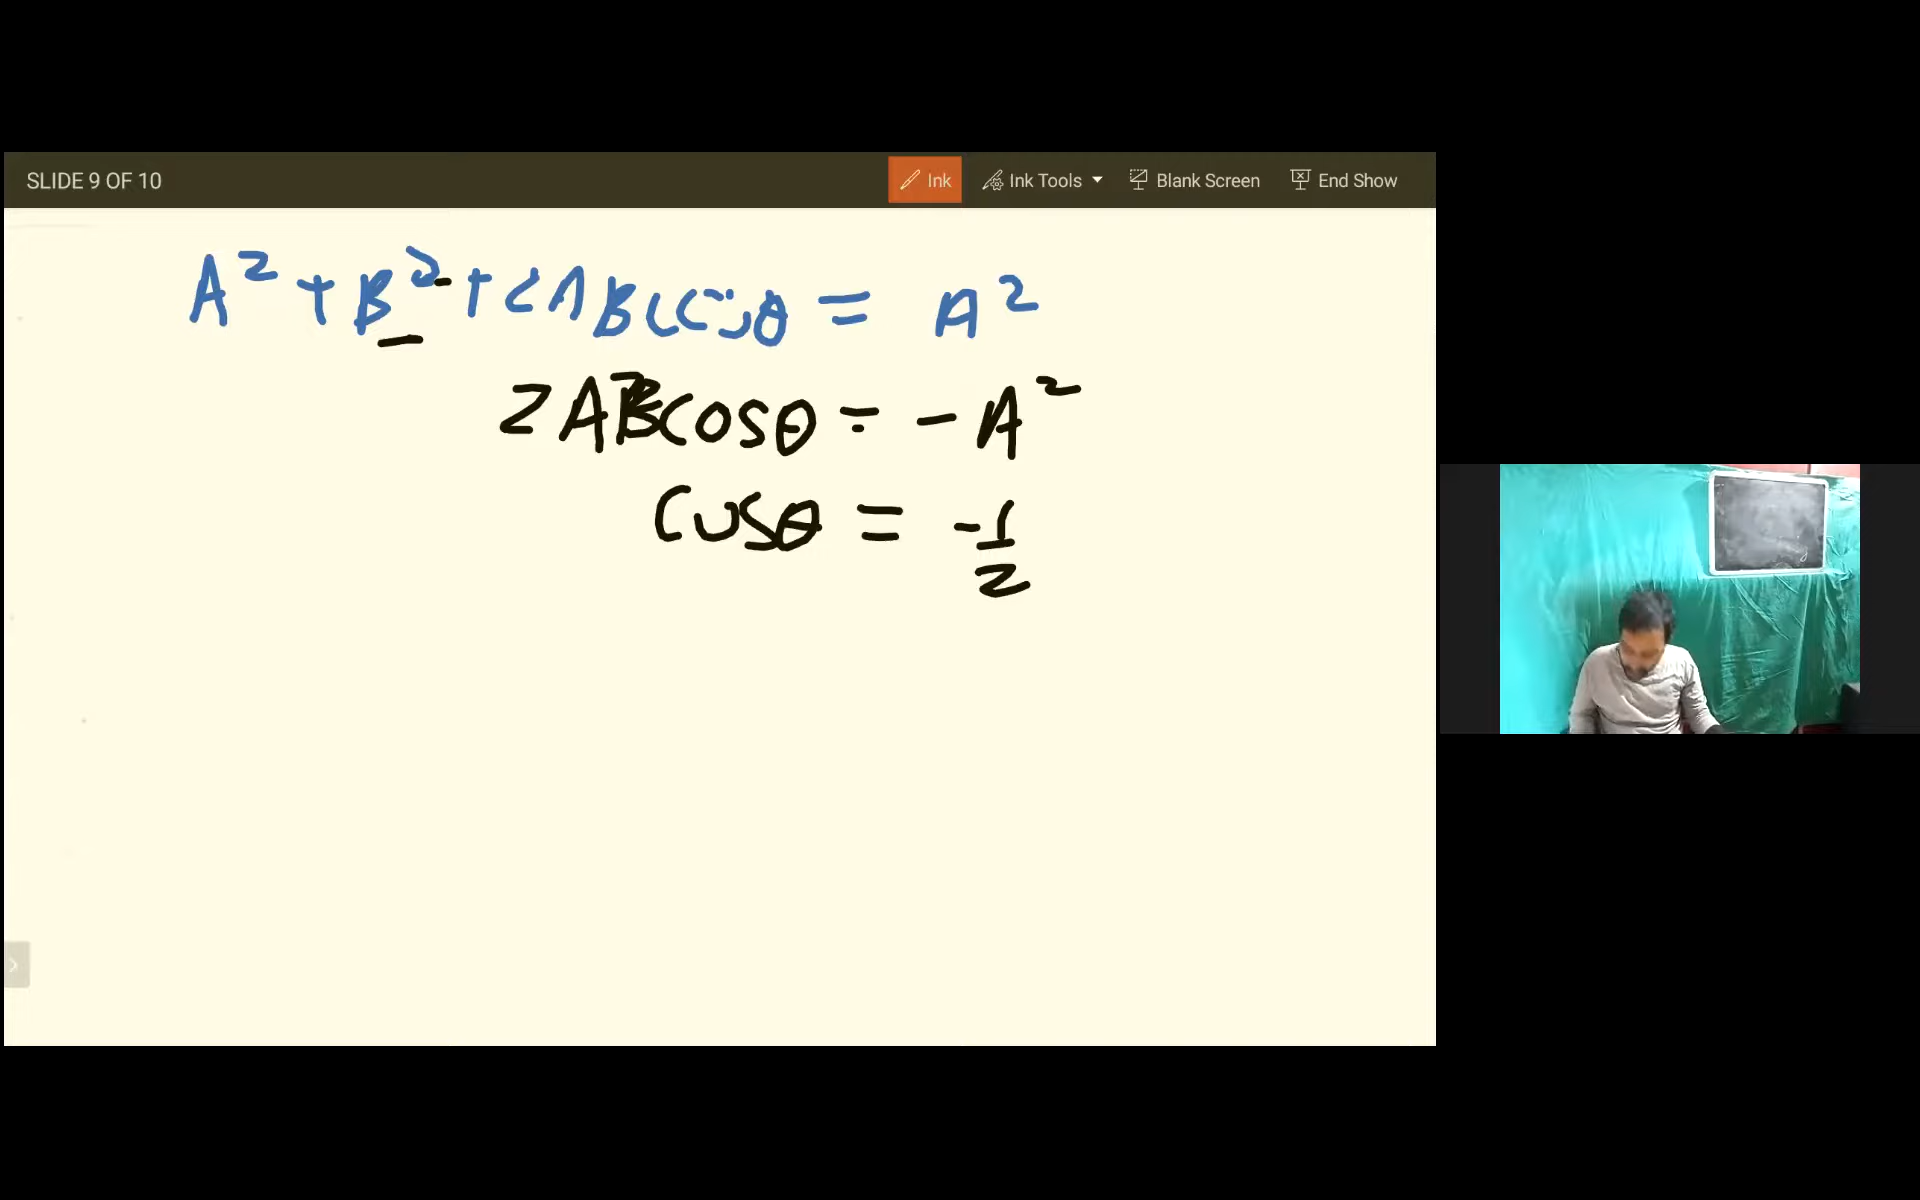 SLIDE 9 OF 10
Ink
Ink Tools
Blank Screen
End Show
A² + B² + 2ABCosθ = A²
2ABCosθ = -A²
Cosθ = -1/2